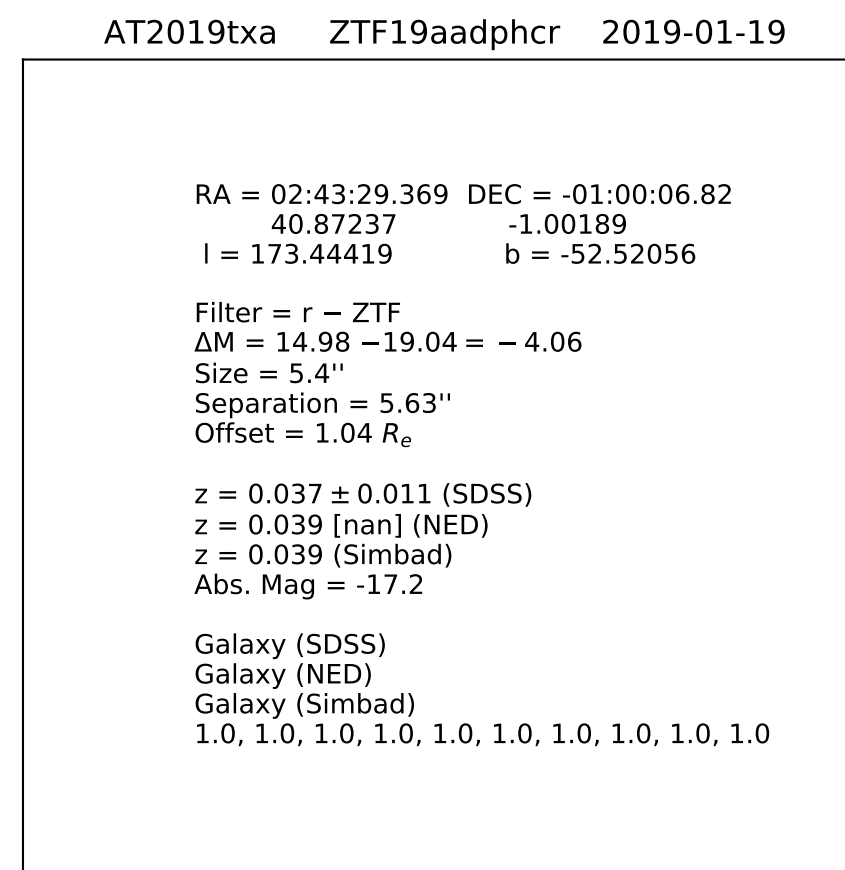 AT2019txa ZTF19aadphcr 2019-01-19
RA = 02:43:29.369 DEC = -01:00:06.82
40.87237 -1.00189
l = 173.44419 b = -52.52056
Filter = r − ZTF
ΔM = 14.98 −19.04 = − 4.06
Size = 5.4''
Separation = 5.63''
Offset = 1.04 Rₑ
z = 0.037 ± 0.011 (SDSS)
z = 0.039 [nan] (NED)
z = 0.039 (Simbad)
Abs. Mag = -17.2
Galaxy (SDSS)
Galaxy (NED)
Galaxy (Simbad)
1.0, 1.0, 1.0, 1.0, 1.0, 1.0, 1.0, 1.0, 1.0, 1.0